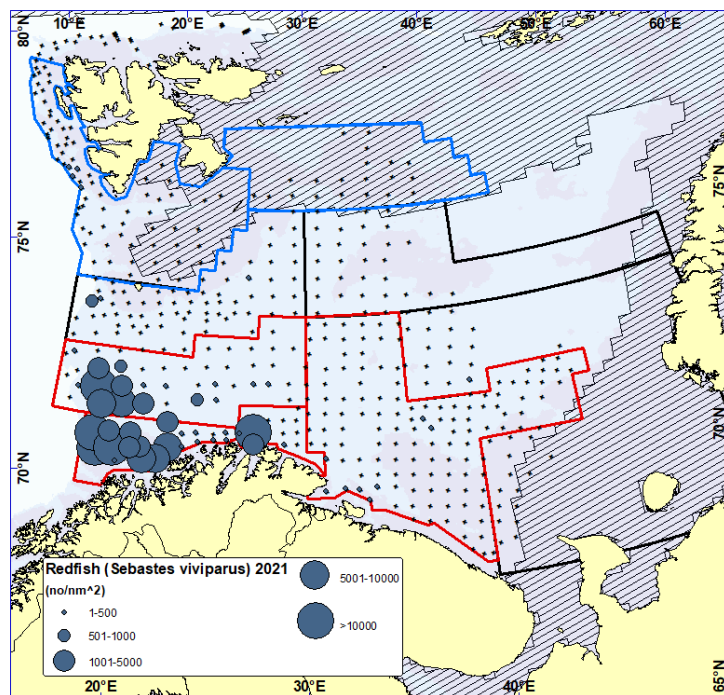 10°E 20°E 30°E 40°E 50°E 60°E
80°N
75°N
75°N
70°N
70°N
65°N
Redfish (Sebastes viviparus) 2021
(no/nm^2)
1-500
501-1000
1001-5000
5001-10000
>10000
20°E 30°E 40°E